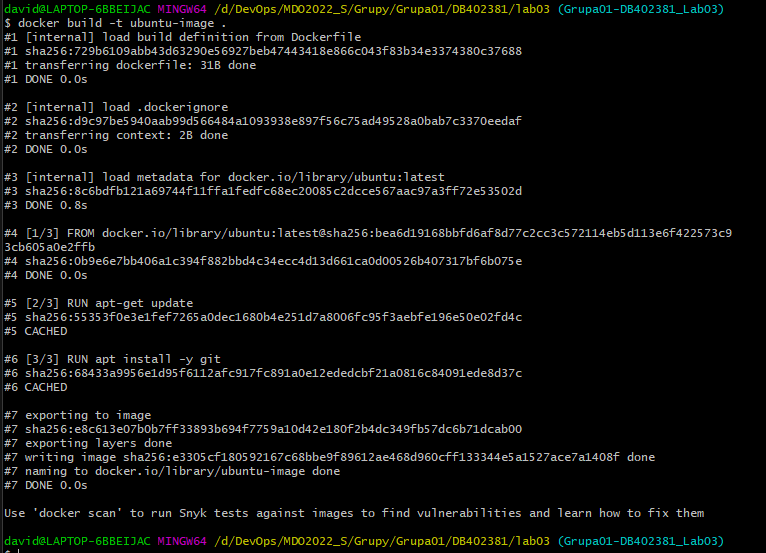 david@LAPTOP-6BBEIJAC MINGW64 /d/DevOps/MDO2022_S/Grupy/Grupa01/DB402381/lab03 (Grupa01-DB402381_Lab03)
$ docker build -t ubuntu-image .
#1 [internal] load build definition from Dockerfile
#1 sha256:729b6109abb43d63290e56927beb47443418e866c043f83b34e3374380c37688
#1 transferring dockerfile: 31B done
#1 DONE 0.0s
#2 [internal] load .dockerignore
#2 sha256:d9c97be5940aab99d566484a1093938e897f56c75ad49528a0bab7c3370eedaf
#2 transferring context: 2B done
#2 DONE 0.0s
#3 [internal] load metadata for docker.io/library/ubuntu:latest
#3 sha256:8c6bdfb121a69744f11ffa1fedfc68ec20085c2dcce567aac97a3ff72e53502d
#3 DONE 0.8s
#4 [1/3] FROM docker.io/library/ubuntu:latest@sha256:bea6d19168bbfd6af8d77c2cc3c572114eb5d113e6f422573c9
3cb605a0e2ffb
#4 sha256:0b9e6e7bb406a1c394f882bbd4c34ecc4d13d661ca0d00526b407317bf6b075e
#4 DONE 0.0s
#5 [2/3] RUN apt-get update
#5 sha256:55353f0e3e1fef7265a0dec1680b4e251d7a8006fc95f3aebfe196e50e02fd4c
#5 CACHED
#6 [3/3] RUN apt install -y git
#6 sha256:68433a9956e1d95f6112afc917fc891a0e12ededcbf21a0816c84091ede8d37c
#6 CACHED
#7 exporting to image
#7 sha256:e8c613e07b0b7ff33893b694f7759a10d42e180f2b4dc349fb57dc6b71dcab00
#7 exporting layers done
#7 writing image sha256:e3305cf180592167c68bbe9f89612ae468d960cff133344e5a1527ace7a1408f done
#7 naming to docker.io/library/ubuntu-image done
#7 DONE 0.0s
Use 'docker scan' to run Snyk tests against images to find vulnerabilities and learn how to fix them
david@LAPTOP-6BBEIJAC MINGW64 /d/DevOps/MDO2022_S/Grupy/Grupa01/DB402381/lab03 (Grupa01-DB402381_Lab03)